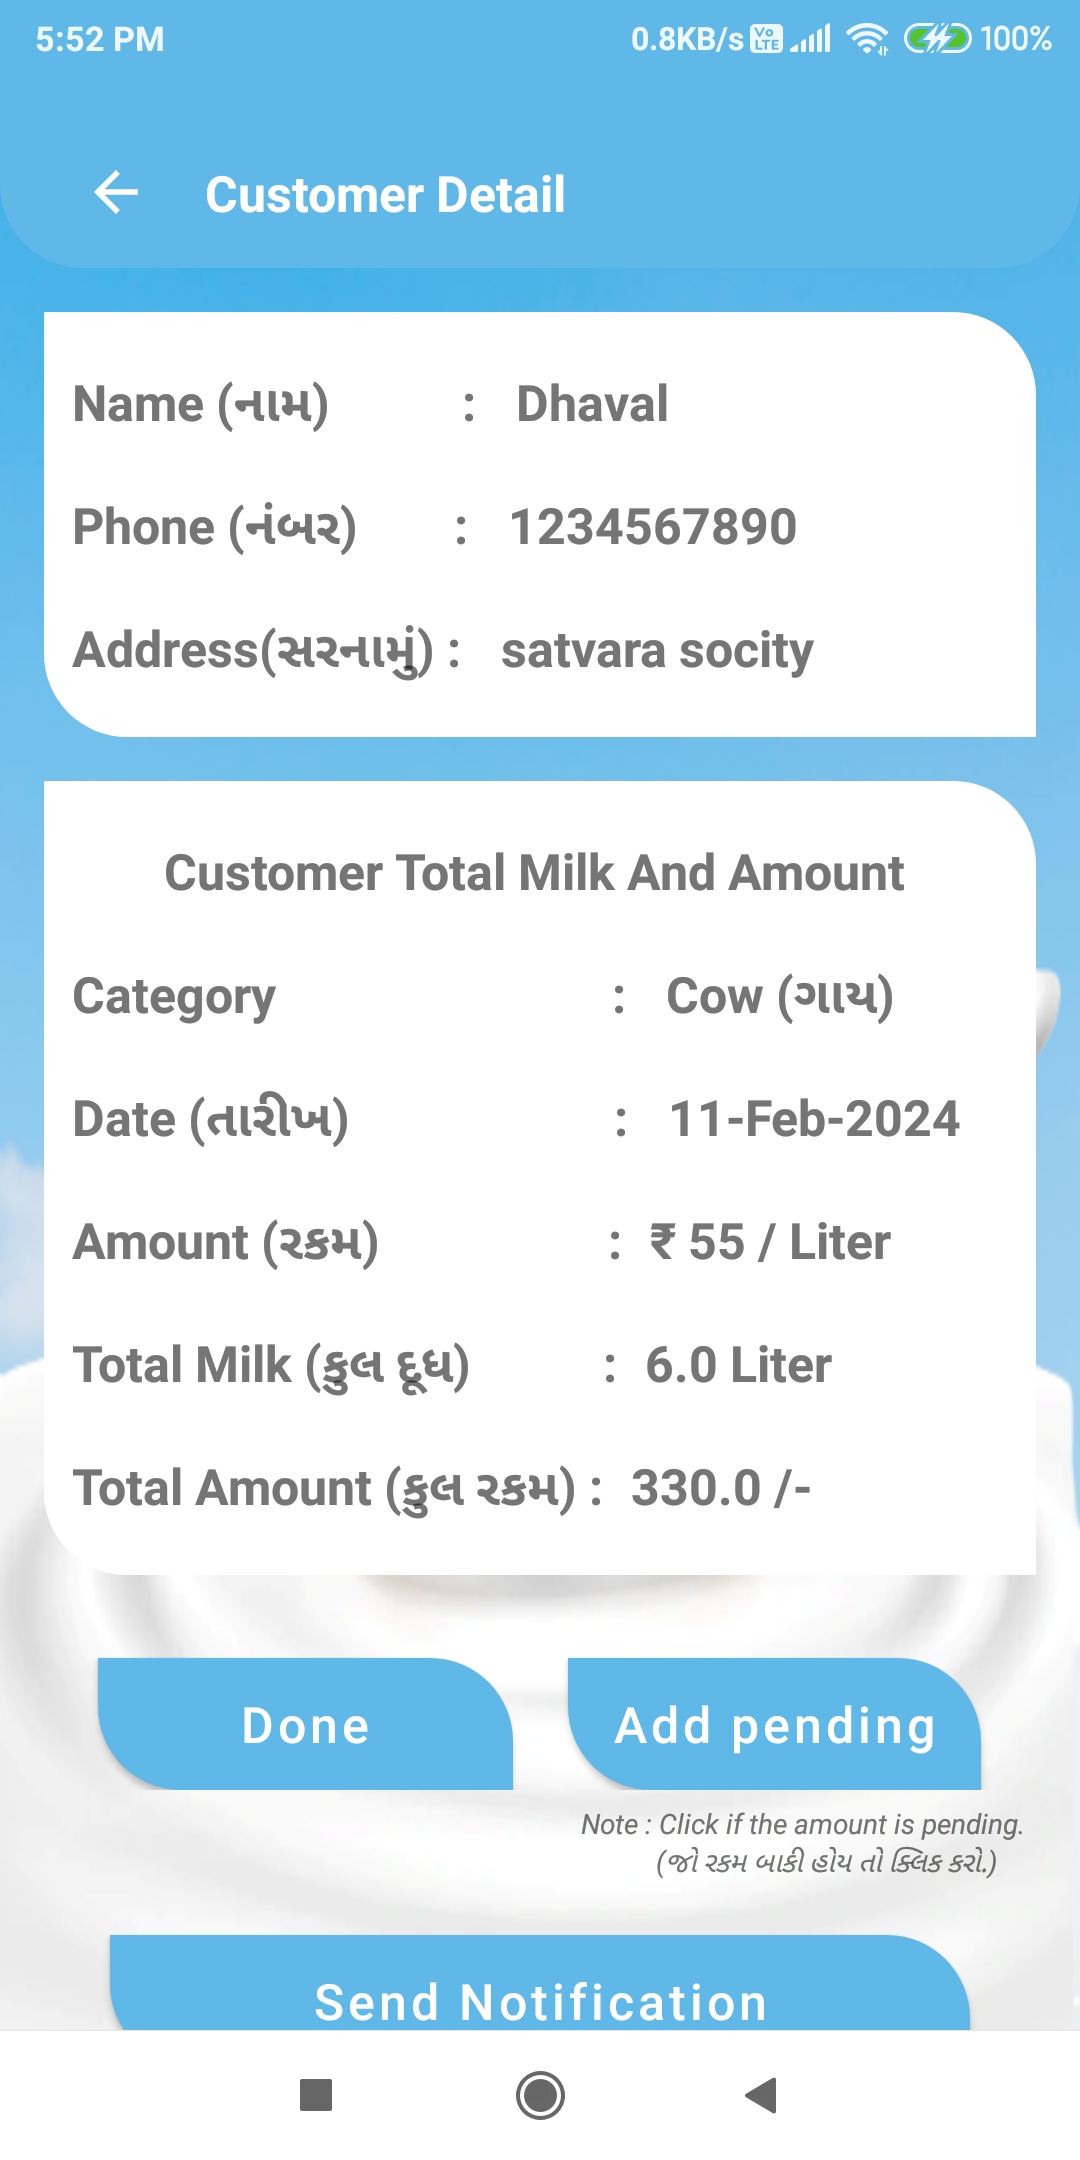 5:52 PM 0.8KB/s Vo LTE 100%
Customer Detail
Name (નામ) : Dhaval
Phone (નંબર) : 1234567890
Address(સરનામું) : satvara socity
Customer Total Milk And Amount
Category : Cow (ગાય)
Date (તારીખ) : 11-Feb-2024
Amount (રકમ) : ₹ 55 / Liter
Total Milk (કુલ દૂધ) : 6.0 Liter
Total Amount (કુલ રકમ) : 330.0 /-
Done Add pending
Note : Click if the amount is pending.
(જો રકમ બાકી હોય તો ક્લિક કરો.)
Send Notification